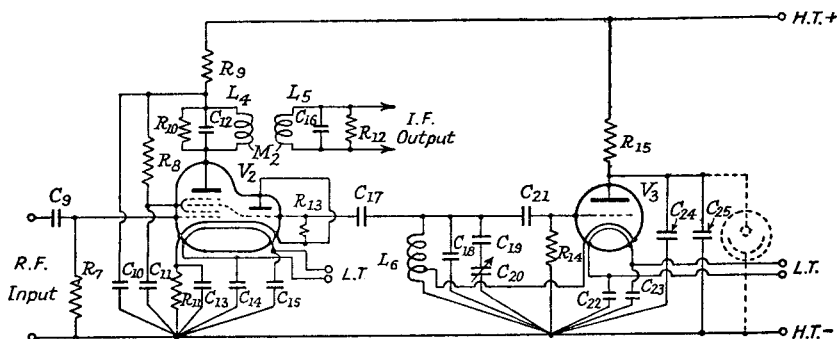 H.T.+
R9
L4
L5
C12
C16
R10
R12
I.F.
Output
M2
R15
R8
V2
C9
R13
C17
C21
V3
C24
C25
R.F.
Input
R7
C10
C11
R11
C13
C14
C15
L.T
L6
C18
C19
C20
R14
C22
C23
L.T.
H.T.-